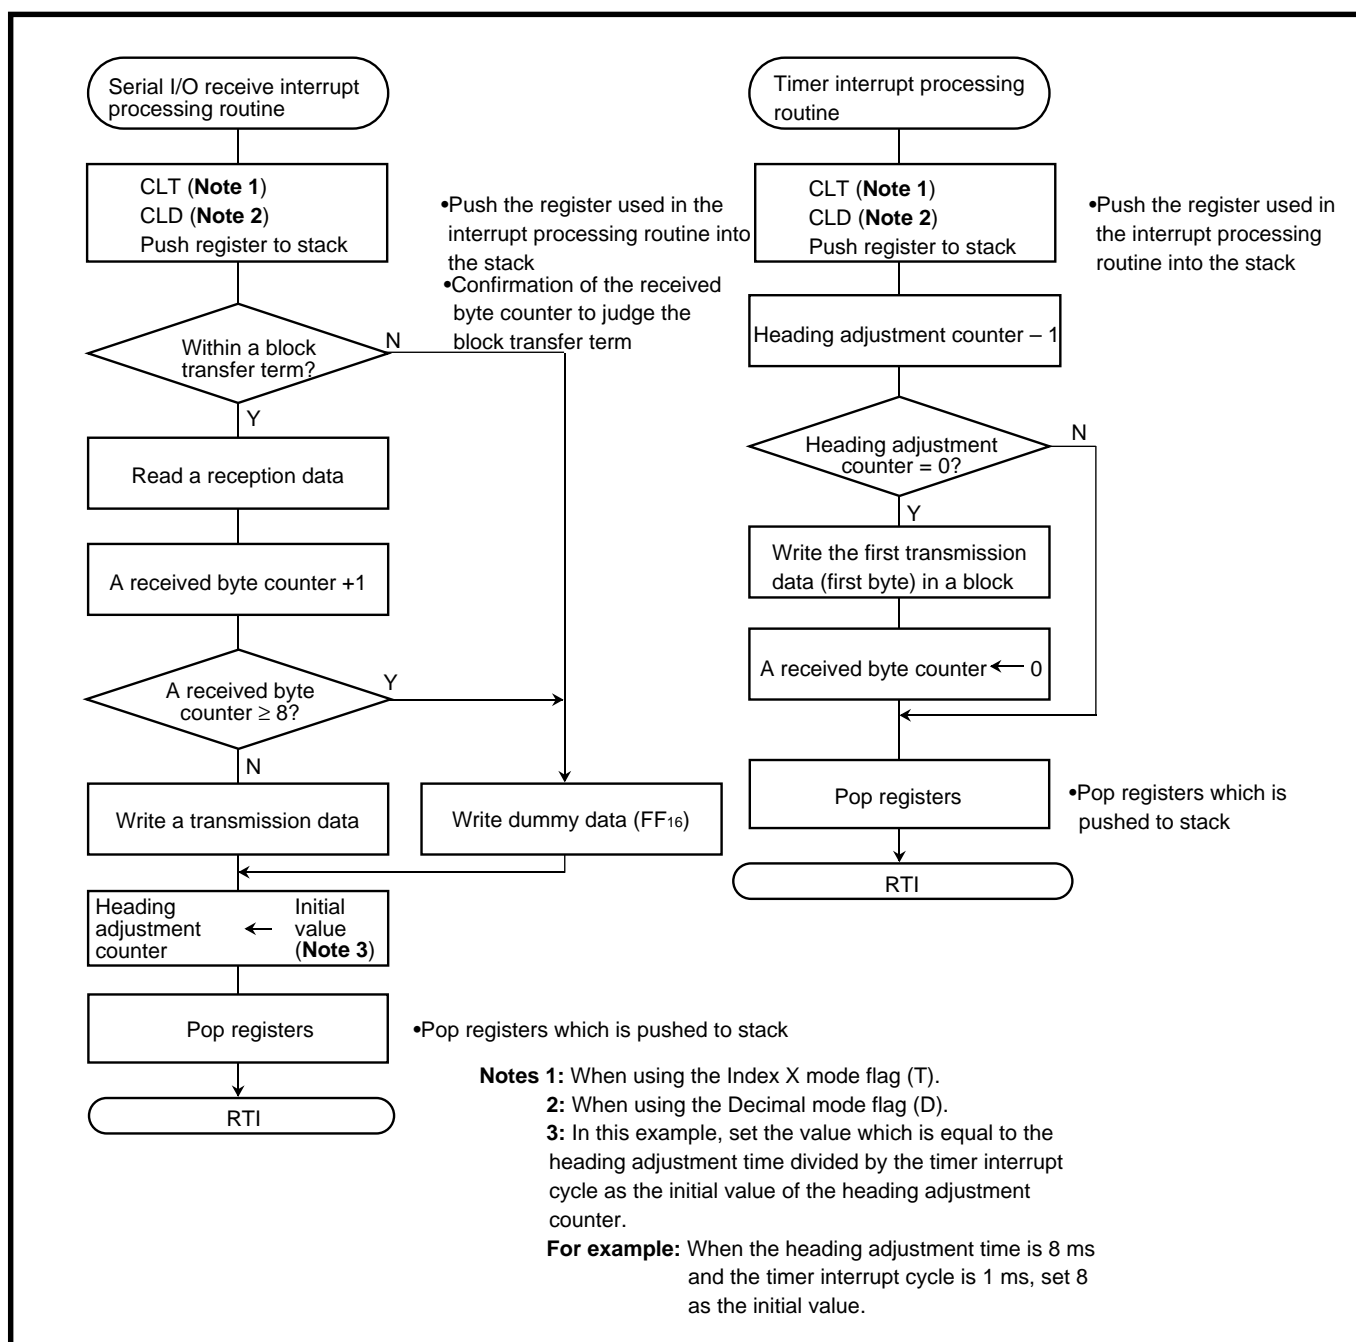 Serial I/O receive interrupt
processing routine
CLT (Note 1)
CLD (Note 2)
Push register to stack
•Push the register used in the
interrupt processing routine into
the stack
•Confirmation of the received
byte counter to judge the
block transfer term
Within a block
transfer term?
N
Y
Read a reception data
A received byte counter +1
A received byte
counter ≥ 8?
Y
N
Write a transmission data
Write dummy data (FF16)
Heading
adjustment
counter
←
Initial
value
(Note 3)
Pop registers
•Pop registers which is pushed to stack
RTI
Timer interrupt processing
routine
CLT (Note 1)
CLD (Note 2)
Push register to stack
•Push the register used in
the interrupt processing
routine into the stack
Heading adjustment counter – 1
Heading adjustment
counter = 0?
N
Y
Write the first transmission
data (first byte) in a block
A received byte counter ← 0
Pop registers
•Pop registers which is
pushed to stack
RTI
Notes 1: When using the Index X mode flag (T).
2: When using the Decimal mode flag (D).
3: In this example, set the value which is equal to the
heading adjustment time divided by the timer interrupt
cycle as the initial value of the heading adjustment
counter.
For example: When the heading adjustment time is 8 ms
and the timer interrupt cycle is 1 ms, set 8
as the initial value.